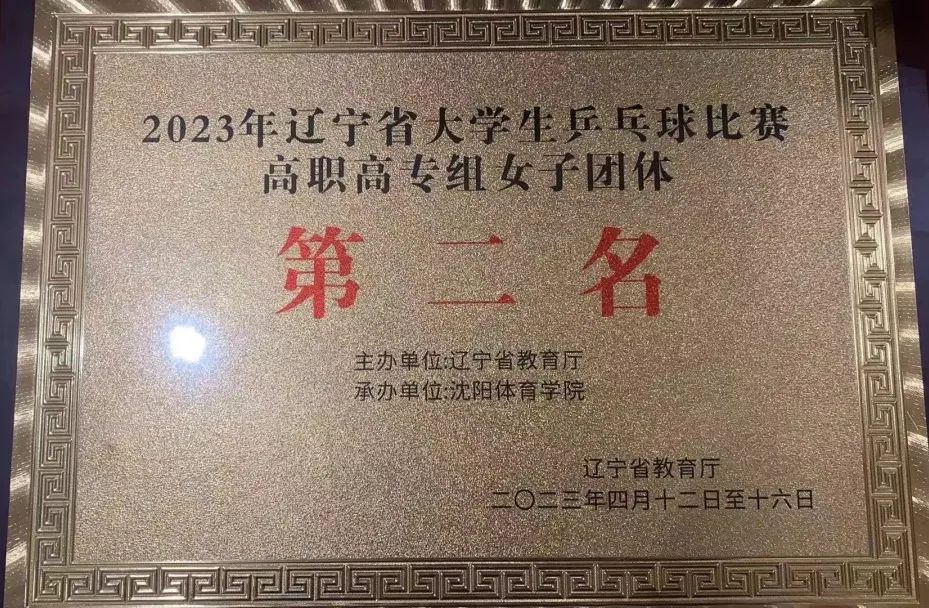 2023年辽宁省大学生乒乓球比赛
高职高专组女子团体
第二名
主办单位:辽宁省教育厅
承办单位:沈阳体育学院
辽宁省教育厅
二〇二三年四月十二日至十六日